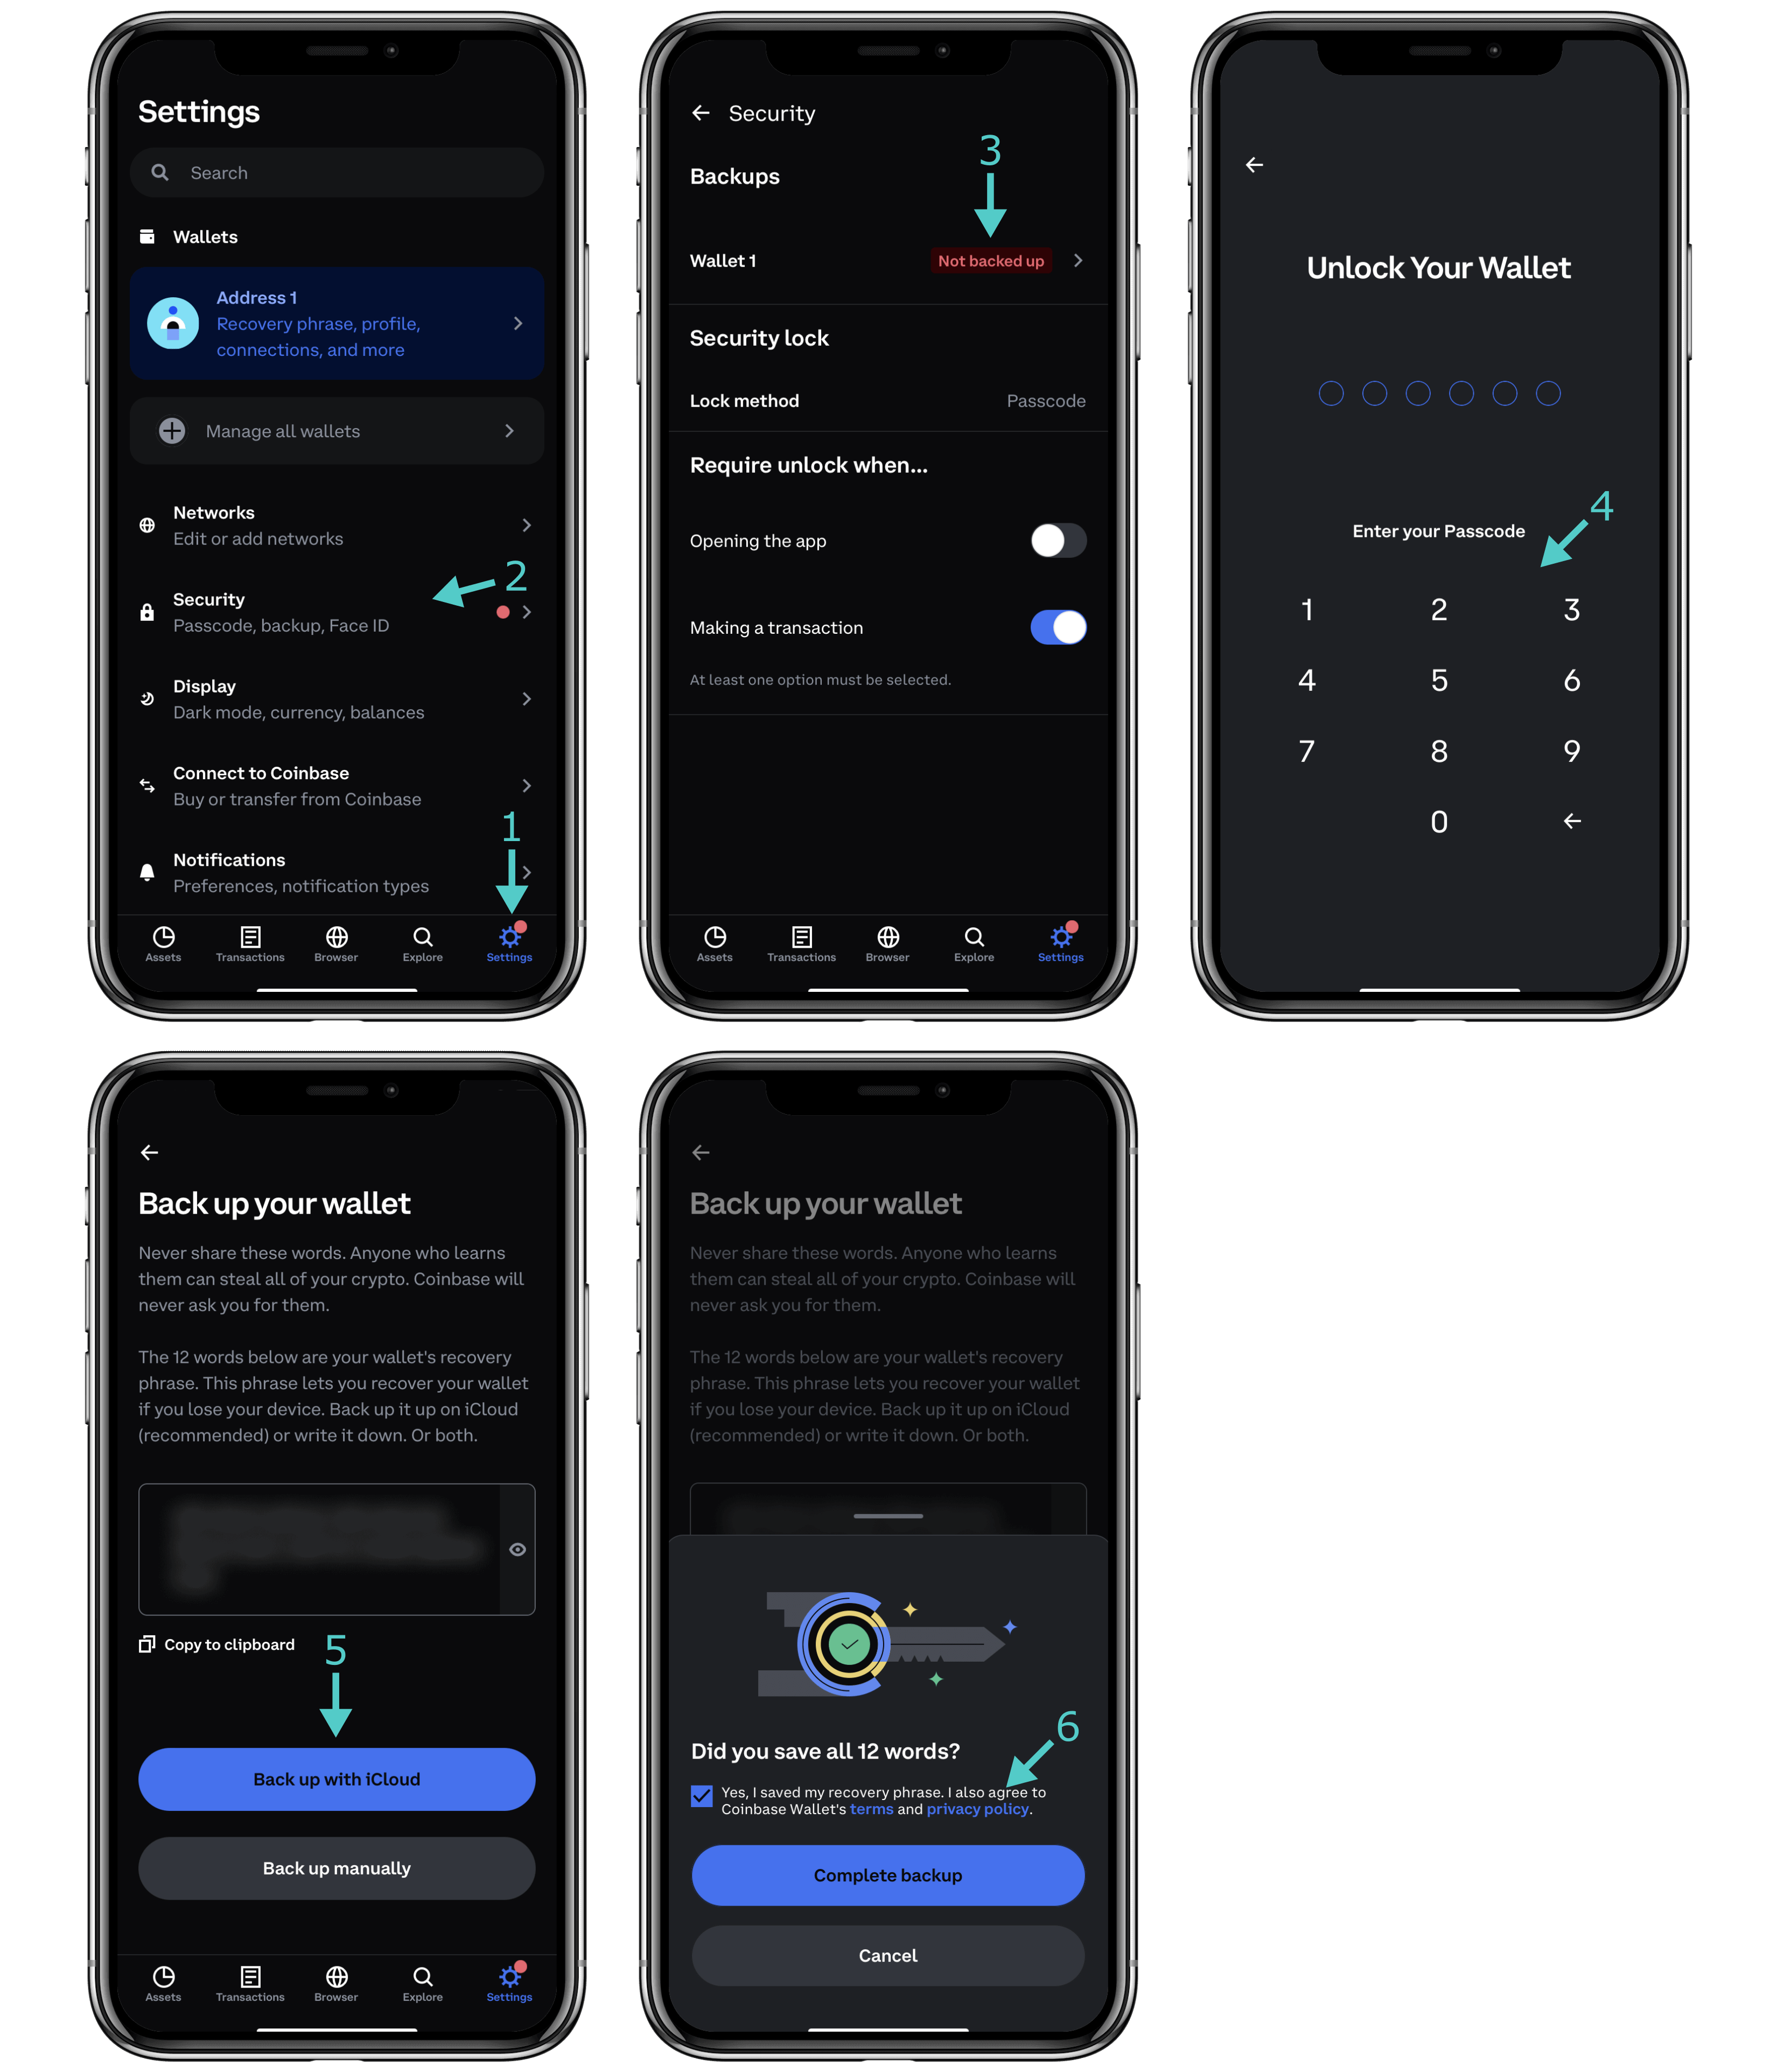 Settings
Search
Wallets
Address 1
Recovery phrase, profile,
connections, and more
Manage all wallets
Networks
Edit or add networks
2
Security
Passcode, backup, Face ID
Display
Dark mode, currency, balances
Connect to Coinbase
Buy or transfer from Coinbase
1
Notifications
Preferences, notification types
Assets
Transactions
Browser
Explore
Settings
Security
3
Backups
Wallet 1
Not backed up
Security lock
Lock method
Passcode
Require unlock when...
Opening the app
Making a transaction
At least one option must be selected.
Assets
Transactions
Browser
Explore
Settings
Unlock Your Wallet
4
Enter your Passcode
1 2 3
4 5 6
7 8 9
0
Back up your wallet
Never share these words. Anyone who learns
them can steal all of your crypto. Coinbase will
never ask you for them.
The 12 words below are your wallet's recovery
phrase. This phrase lets you recover your wallet
if you lose your device. Back up it up on iCloud
(recommended) or write it down. Or both.
Copy to clipboard
5
Back up with iCloud
Back up manually
Assets
Transactions
Browser
Explore
Settings
Back up your wallet
Never share these words. Anyone who learns
them can steal all of your crypto. Coinbase will
never ask you for them.
The 12 words below are your wallet's recovery
phrase. This phrase lets you recover your wallet
if you lose your device. Back up it up on iCloud
(recommended) or write it down. Or both.
6
Did you save all 12 words?
Yes, I saved my recovery phrase. I also agree to
Coinbase Wallet's terms and privacy policy.
Complete backup
Cancel